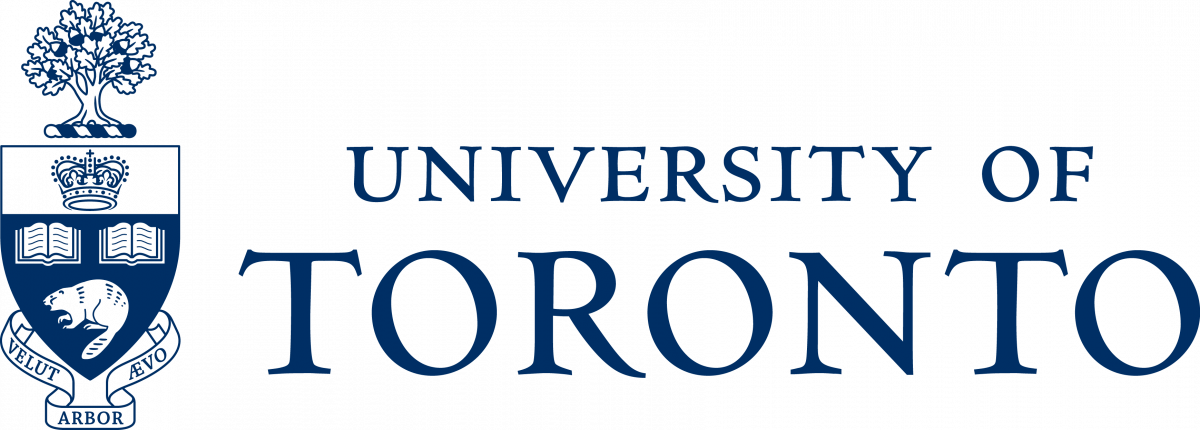 UNIVERSITY OF
TORONTO
VELUT
ARBOR
ÆVO